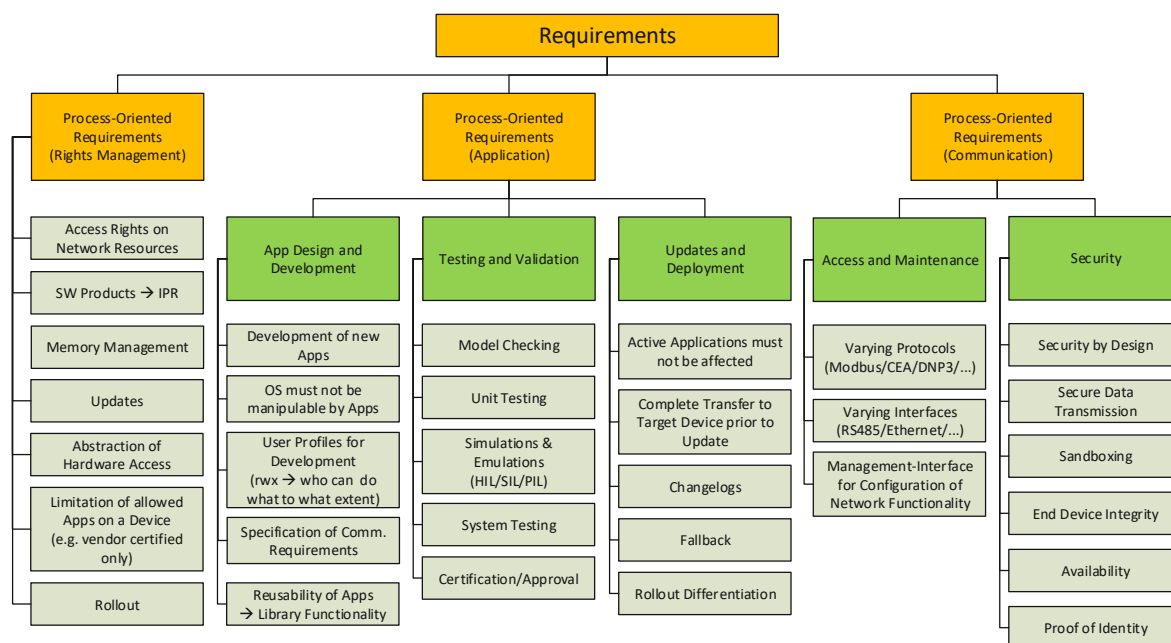 Requirements
Process-Oriented
Requirements
(Rights Management)
Process-Oriented
Requirements
(Application)
Process-Oriented
Requirements
(Communication)
Access Rights on
Network Resources
SW Products → IPR
Memory Management
Updates
Abstraction of
Hardware Access
Limitation of allowed
Apps on a Device
(e.g. vendor certified
only)
Rollout
App Design and
Development
Development of new
Apps
OS must not be
manipulable by Apps
User Profiles for
Development
(rwx → who can do
what to what extent)
Specification of Comm.
Requirements
Reusability of Apps
→ Library Functionality
Testing and Validation
Model Checking
Unit Testing
Simulations &
Emulations
(HIL/SIL/PIL)
System Testing
Certification/Approval
Updates and
Deployment
Active Applications must
not be affected
Complete Transfer to
Target Device prior to
Update
Changelogs
Fallback
Rollout Differentiation
Access and Maintenance
Varying Protocols
(Modbus/CEA/DNP3/...)
Varying Interfaces
(RS485/Ethernet/...)
Management-Interface
for Configuration of
Network Functionality
Security
Security by Design
Secure Data
Transmission
Sandboxing
End Device Integrity
Availability
Proof of Identity